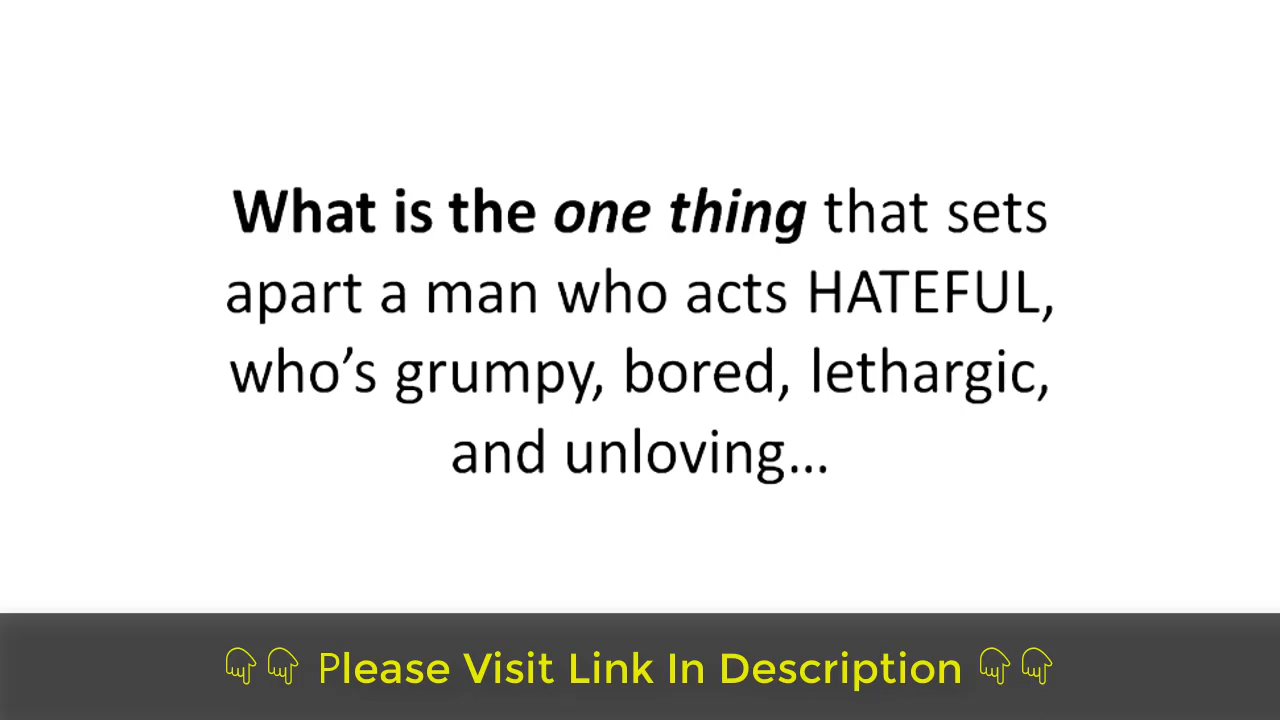 What is the one thing that sets
apart a man who acts HATEFUL,
who’s grumpy, bored, lethargic,
and unloving...
👇👇 Please Visit Link In Description 👇👇